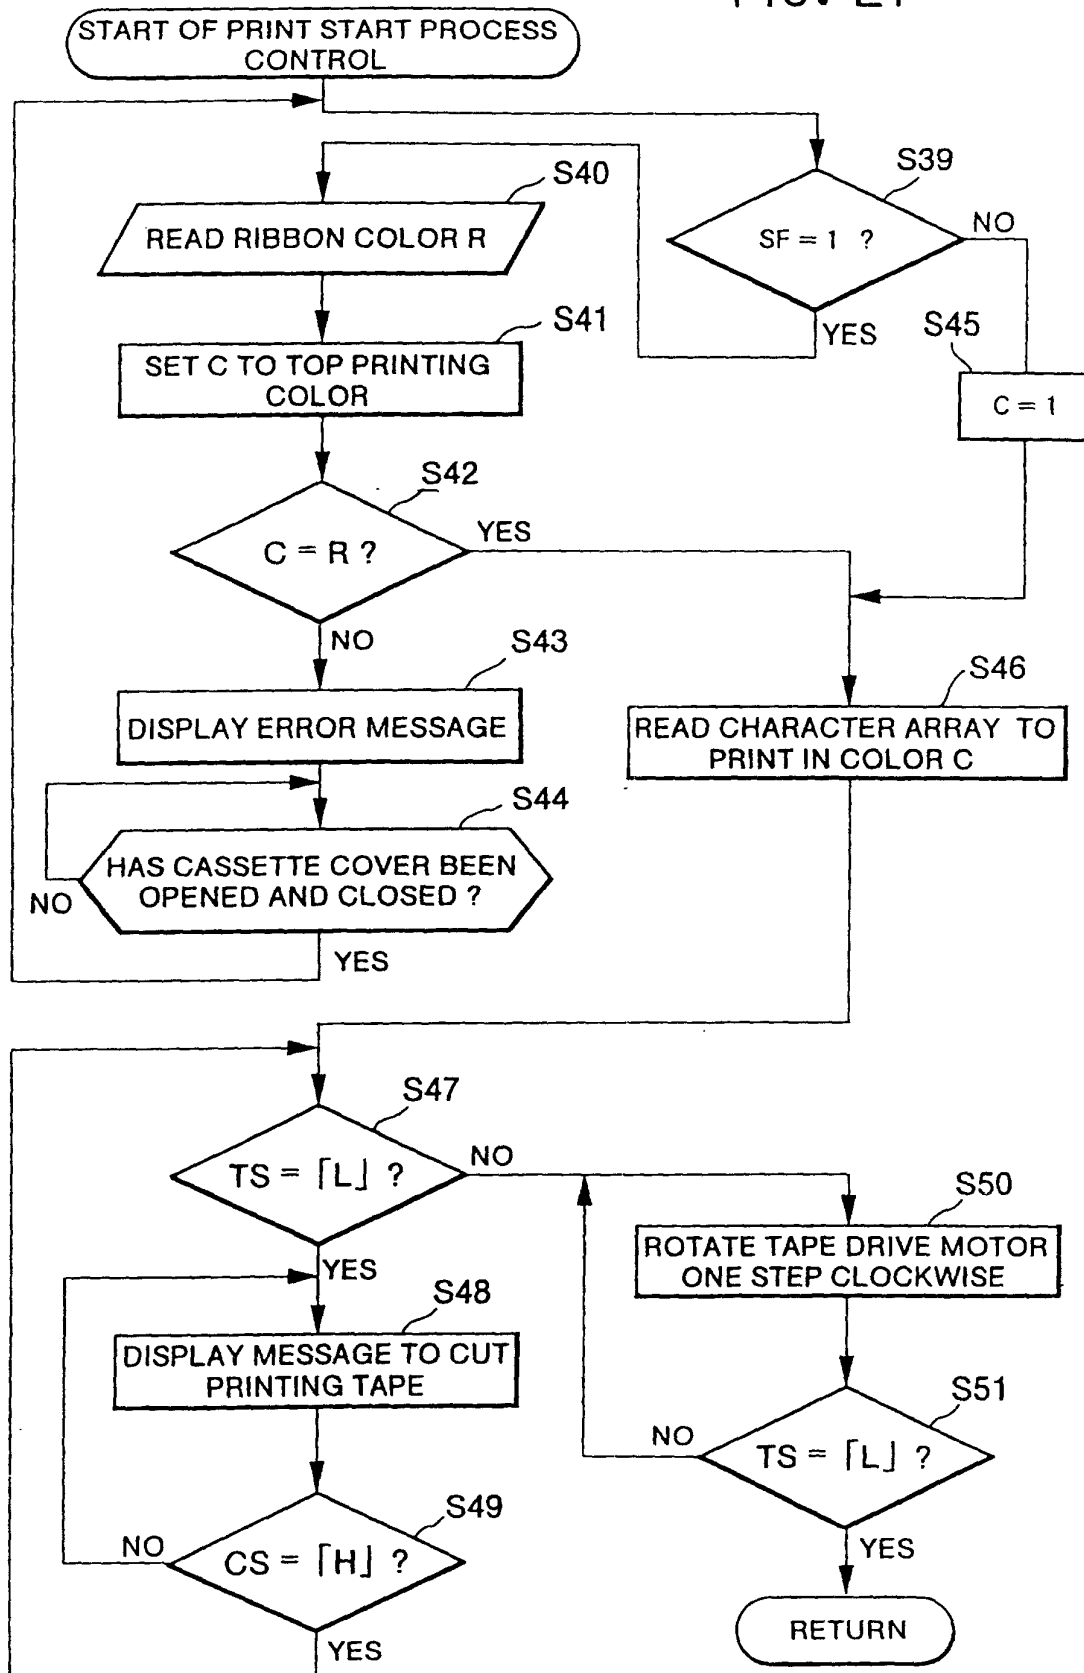 START OF PRINT START PROCESS
CONTROL
S39
SF = 1 ?
NO
YES
S40
READ RIBBON COLOR R
S41
SET C TO TOP PRINTING
COLOR
S45
C = 1
S42
C = R ?
YES
NO
S43
DISPLAY ERROR MESSAGE
S46
READ CHARACTER ARRAY TO
PRINT IN COLOR C
S44
HAS CASSETTE COVER BEEN
OPENED AND CLOSED ?
NO
YES
S47
TS = ⌈L⌋ ?
NO
YES
S50
ROTATE TAPE DRIVE MOTOR
ONE STEP CLOCKWISE
S48
DISPLAY MESSAGE TO CUT
PRINTING TAPE
S51
TS = ⌈L⌋ ?
NO
YES
S49
CS = ⌈H⌋ ?
NO
YES
RETURN